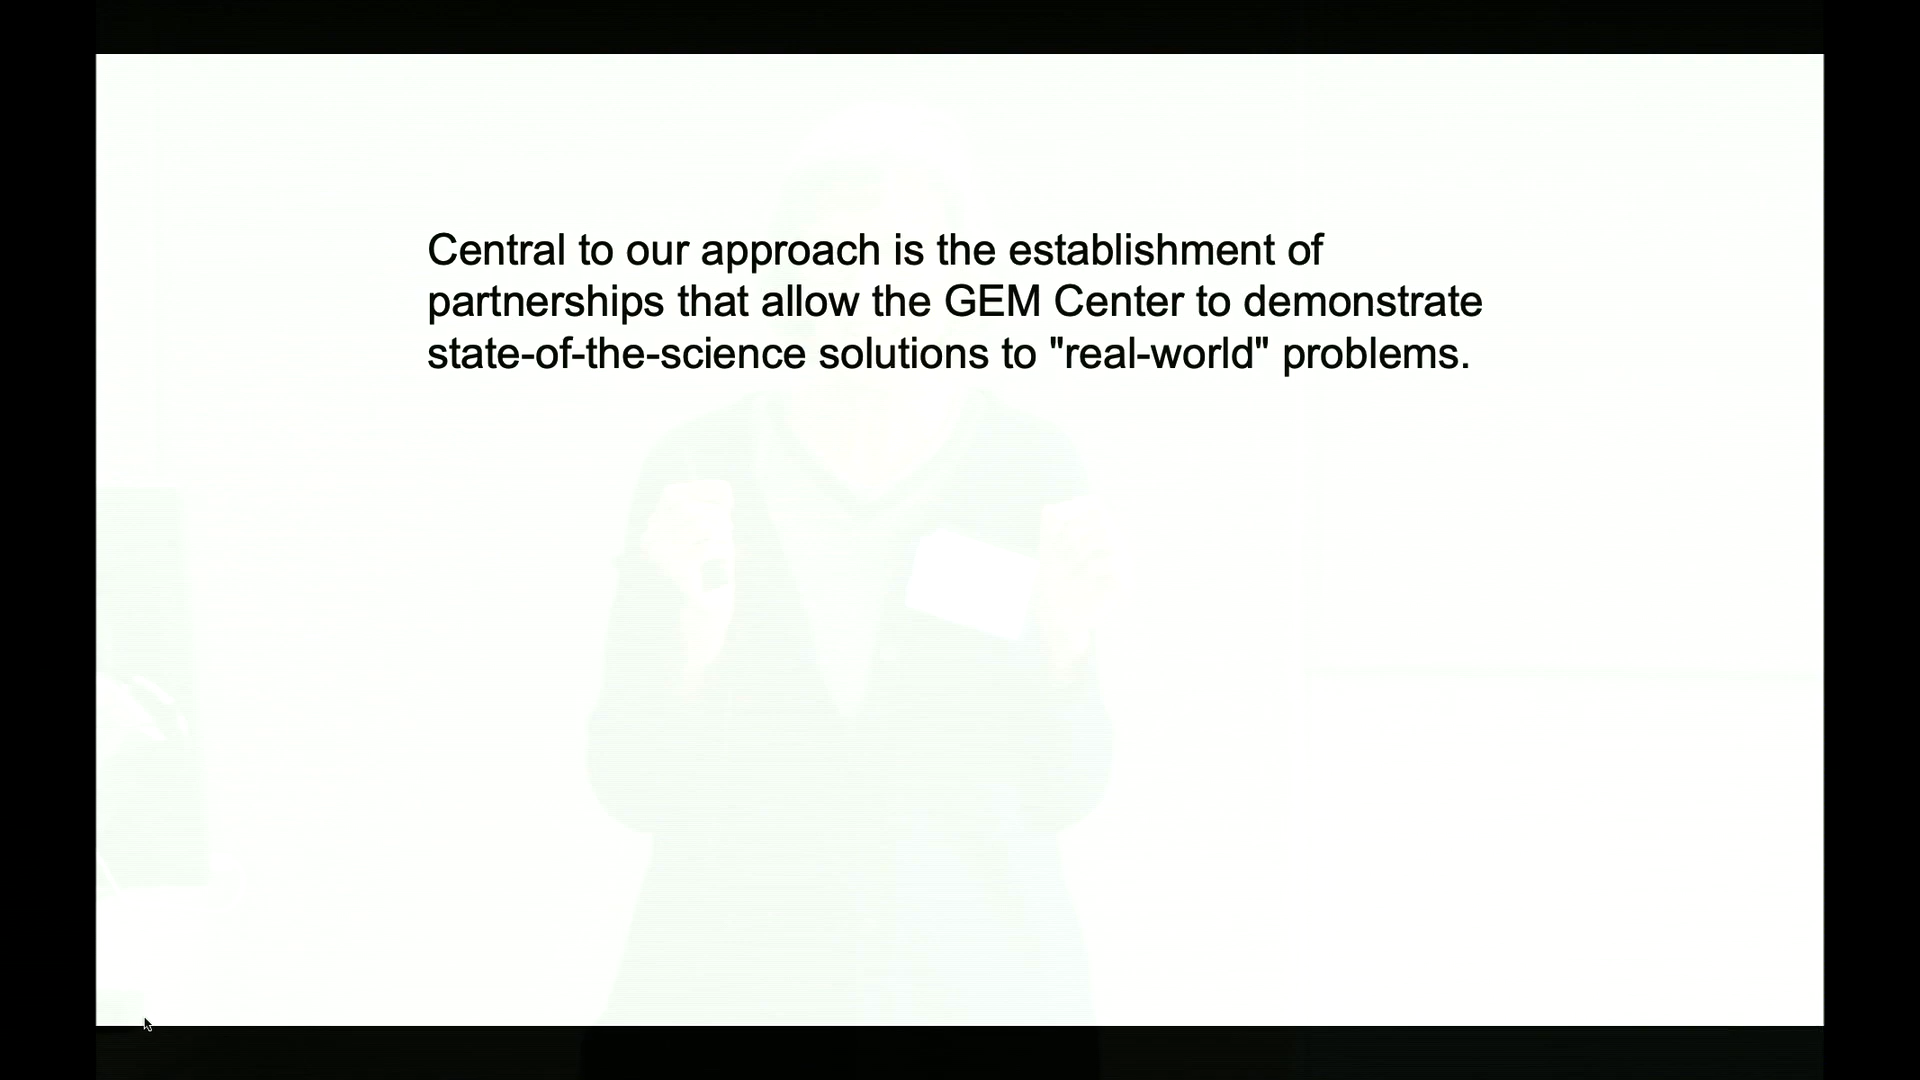 Central to our approach is the establishment of
partnerships that allow the GEM Center to demonstrate
state-of-the-science solutions to "real-world" problems.